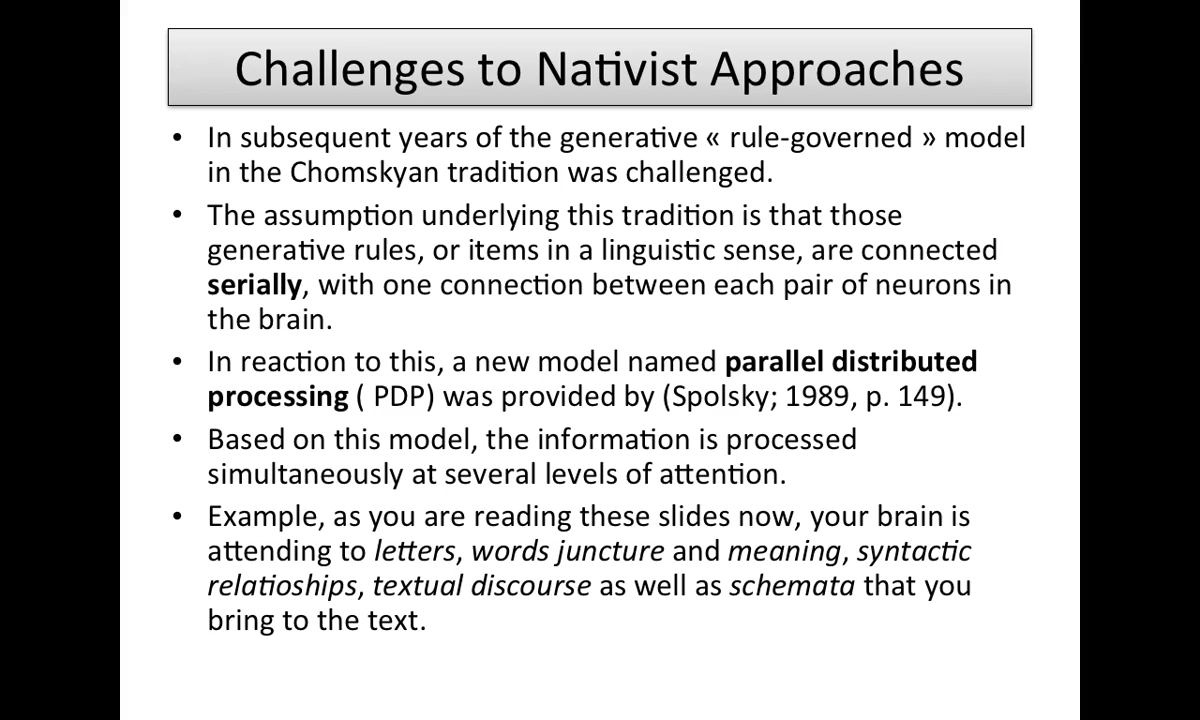 Challenges to Nativist Approaches
• In subsequent years of the generative « rule-governed » model
in the Chomskyan tradition was challenged.
• The assumption underlying this tradition is that those
generative rules, or items in a linguistic sense, are connected
serially, with one connection between each pair of neurons in
the brain.
• In reaction to this, a new model named parallel distributed
processing ( PDP) was provided by (Spolsky; 1989, p. 149).
• Based on this model, the information is processed
simultaneously at several levels of attention.
• Example, as you are reading these slides now, your brain is
attending to letters, words juncture and meaning, syntactic
relatioships, textual discourse as well as schemata that you
bring to the text.